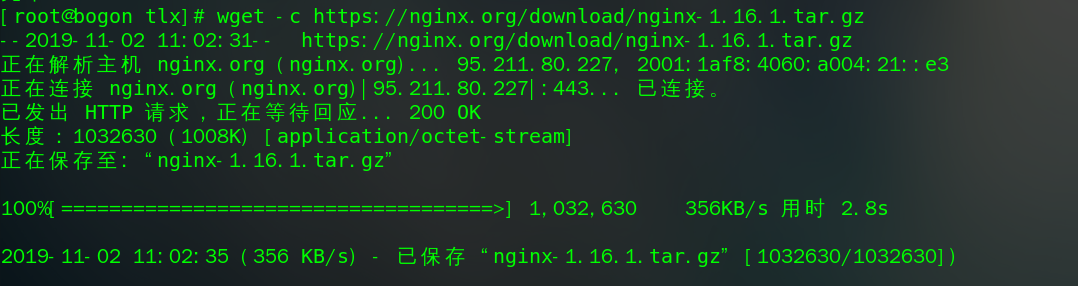 [root@bogon tlx]# wget -c https://nginx.org/download/nginx-1.16.1.tar.gz
--2019-11-02 11:02:31--  https://nginx.org/download/nginx-1.16.1.tar.gz
正在解析主机 nginx.org (nginx.org)... 95.211.80.227, 2001:1af8:4060:a004:21::e3
正在连接 nginx.org (nginx.org)|95.211.80.227|:443... 已连接。
已发出 HTTP 请求，正在等待回应... 200 OK
长度：1032630 (1008K) [application/octet-stream]
正在保存至: “nginx-1.16.1.tar.gz”
100%[====================================>] 1,032,630    356KB/s 用时 2.8s
2019-11-02 11:02:35 (356 KB/s) - 已保存 “nginx-1.16.1.tar.gz” [1032630/1032630])